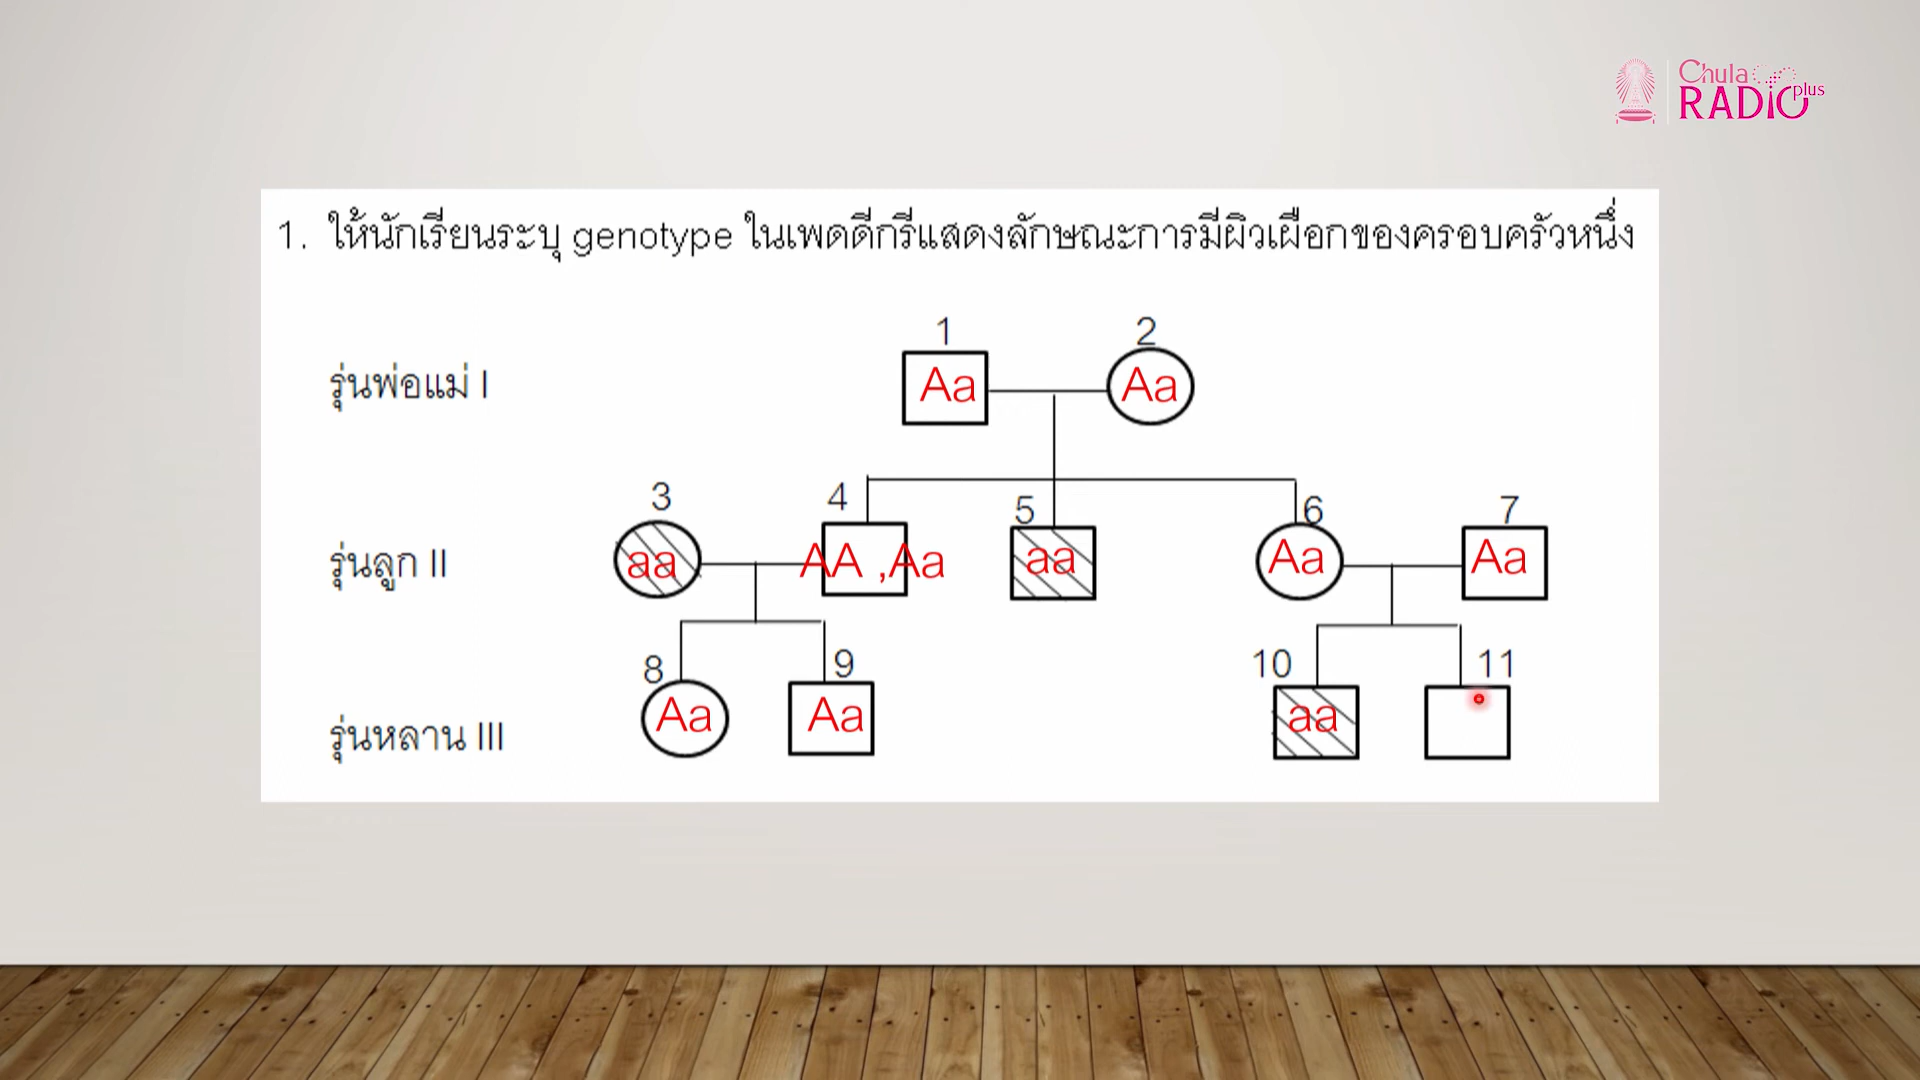 Chula
RADIO plus
1. ให้นักเรียนระบุ genotype ในเพดดีกรีแสดงลักษณะการมีผิวเผือกของครอบครัวหนึ่ง
1 2
รุ่นพ่อแม่ I Aa Aa
3 4 5 6 7
รุ่นลูก II aa AA ,Aa aa Aa Aa
8 9 10 11
รุ่นหลาน III Aa Aa aa